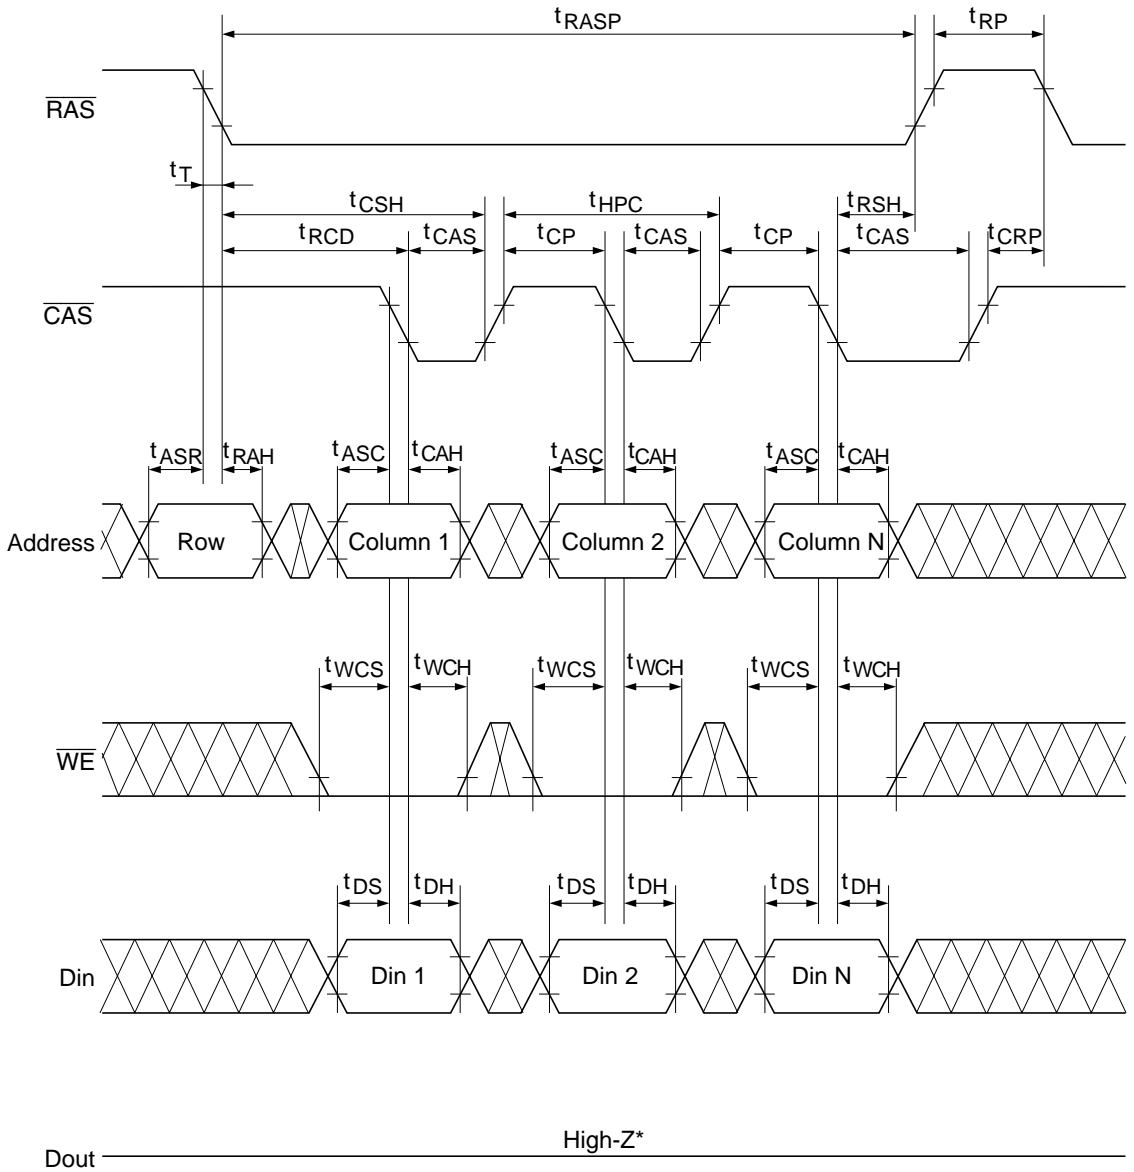 tRASP tRP
RAS
tT
tCSH tHPC tRSH
tRCD tCAS tCP tCAS tCP tCAS tCRP
CAS
tASR tRAH tASC tCAH tASC tCAH tASC tCAH
Address Row Column 1 Column 2 Column N
tWCS tWCH tWCS tWCH tWCS tWCH
WE
tDS tDH tDS tDH tDS tDH
Din Din 1 Din 2 Din N
High-Z*
Dout